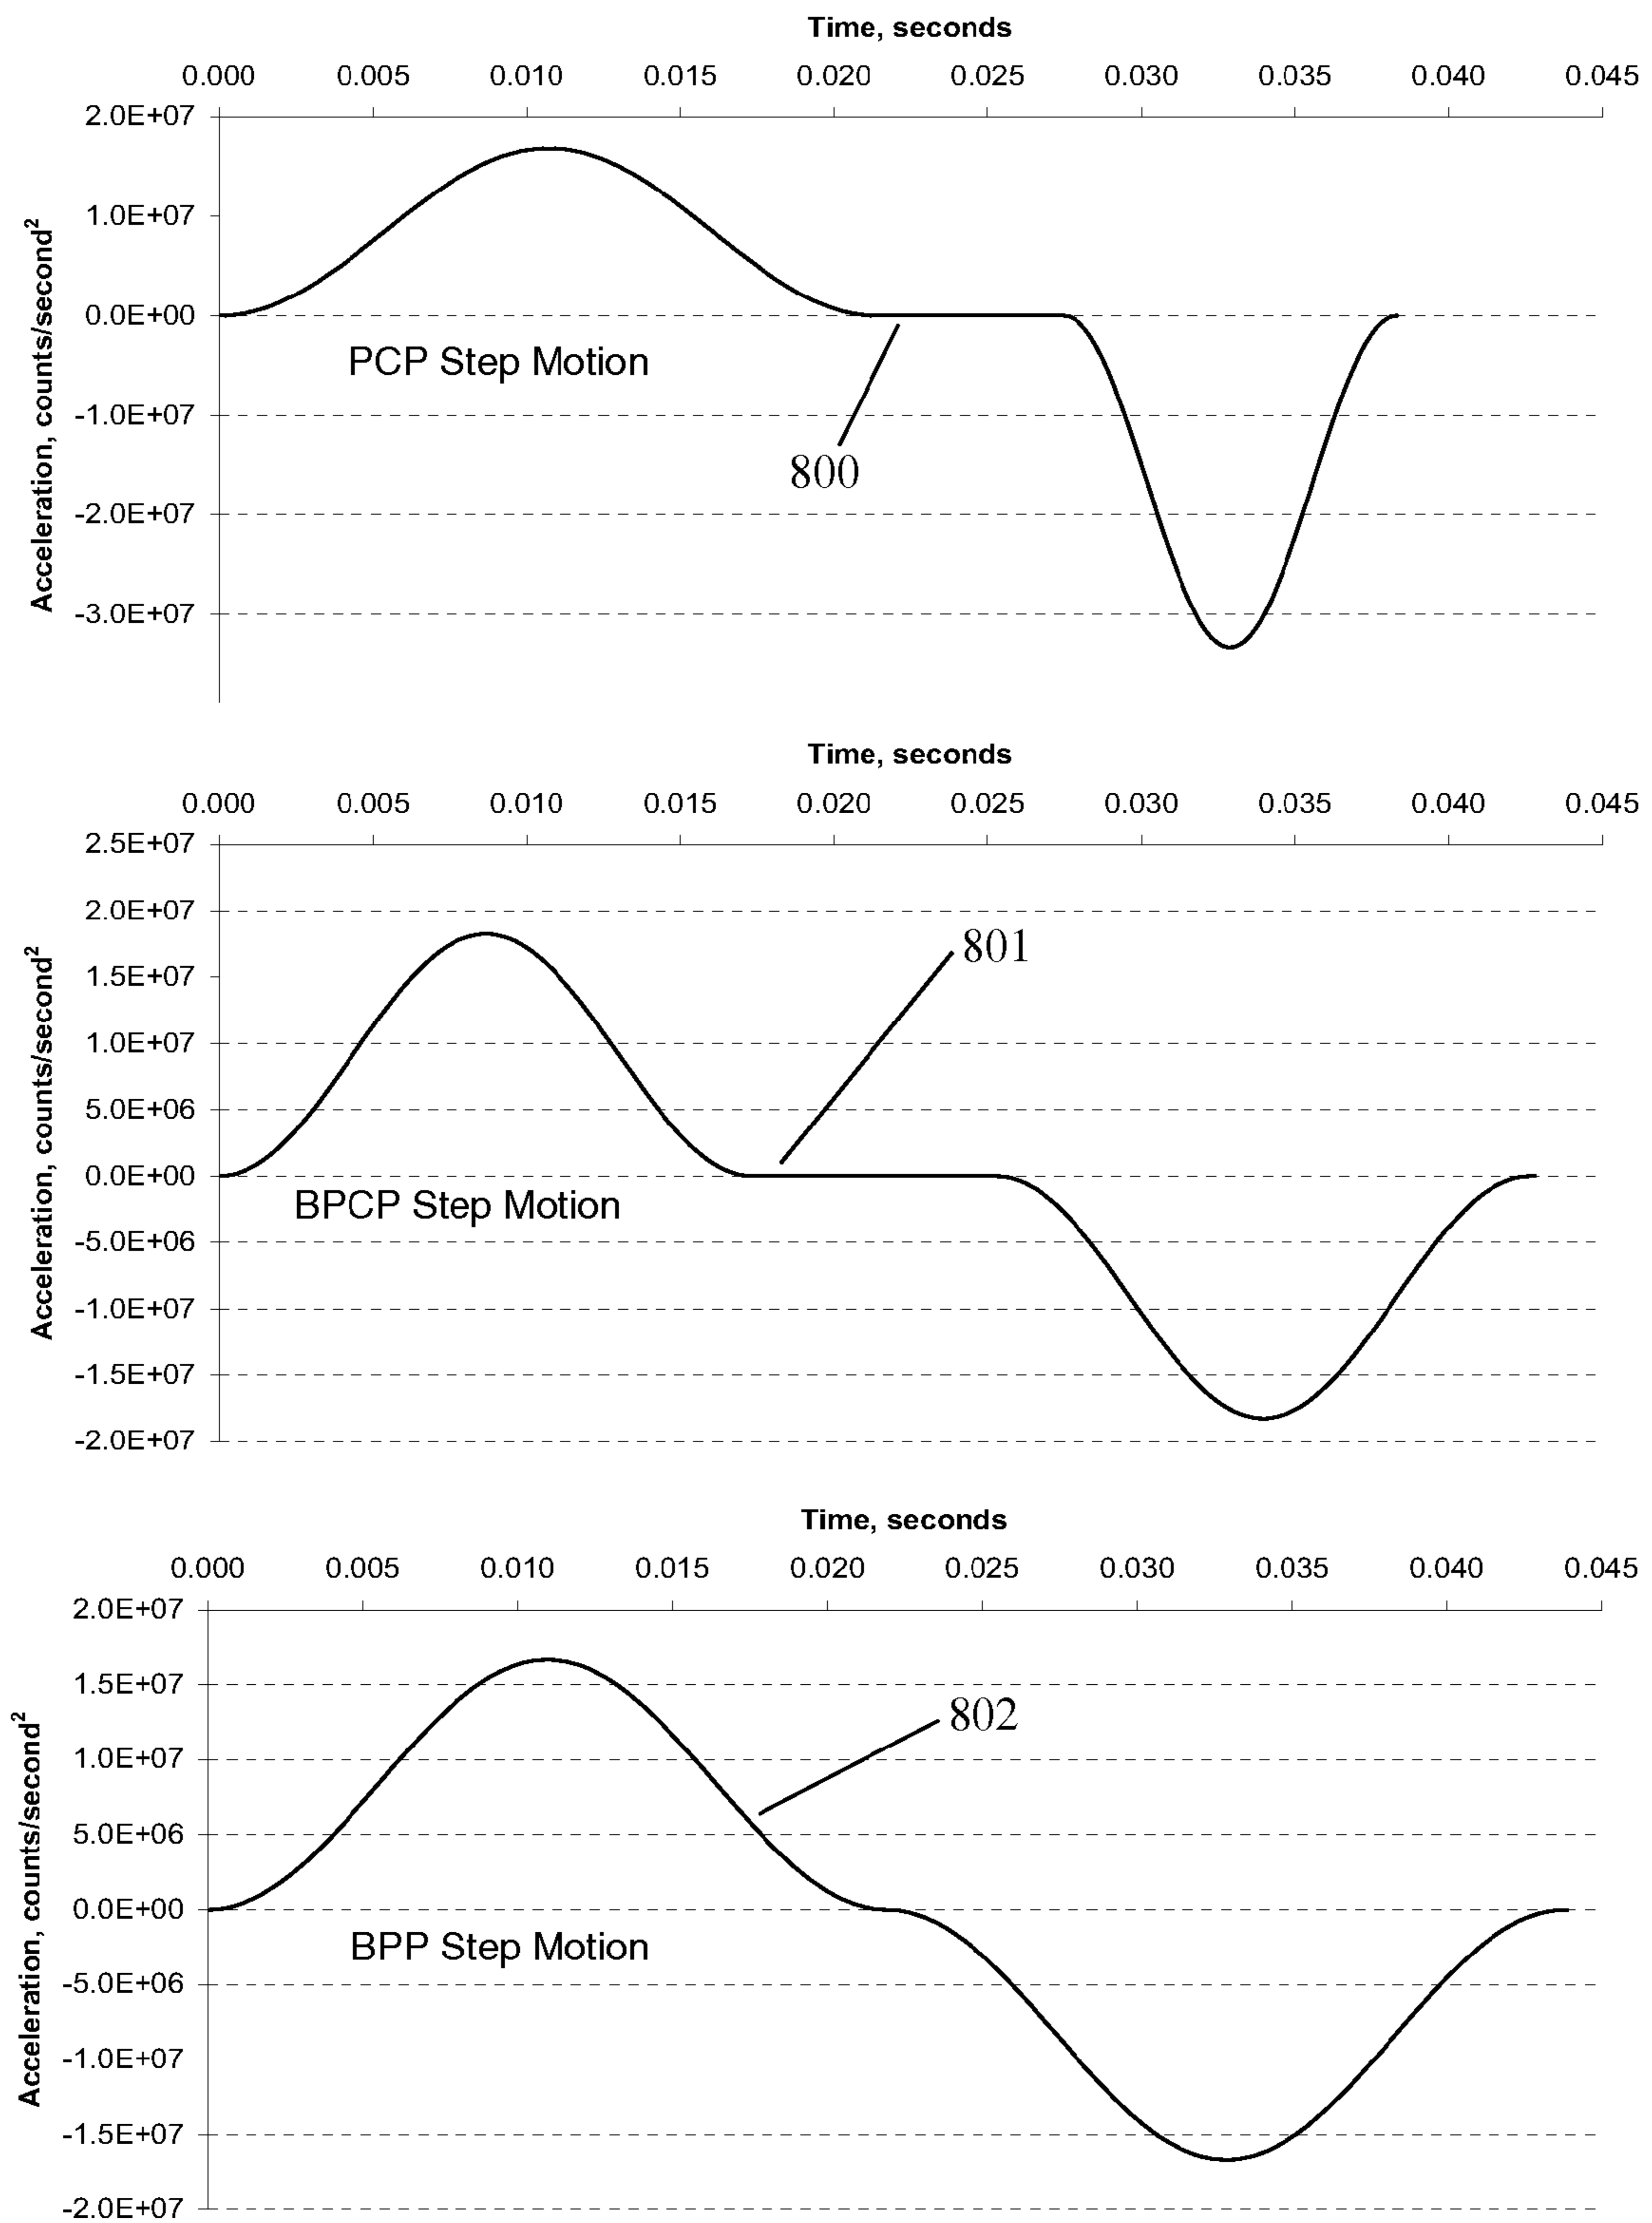 Time, seconds
0.000 0.005 0.010 0.015 0.020 0.025 0.030 0.035 0.040 0.045
Acceleration, counts/second²
2.0E+07
1.0E+07
0.0E+00
-1.0E+07
-2.0E+07
-3.0E+07
PCP Step Motion
800
Time, seconds
0.000 0.005 0.010 0.015 0.020 0.025 0.030 0.035 0.040 0.045
Acceleration, counts/second²
2.5E+07
2.0E+07
1.5E+07
1.0E+07
5.0E+06
0.0E+00
-5.0E+06
-1.0E+07
-1.5E+07
-2.0E+07
801
BPCP Step Motion
Time, seconds
0.000 0.005 0.010 0.015 0.020 0.025 0.030 0.035 0.040 0.045
Acceleration, counts/second²
2.0E+07
1.5E+07
1.0E+07
5.0E+06
0.0E+00
-5.0E+06
-1.0E+07
-1.5E+07
-2.0E+07
802
BPP Step Motion